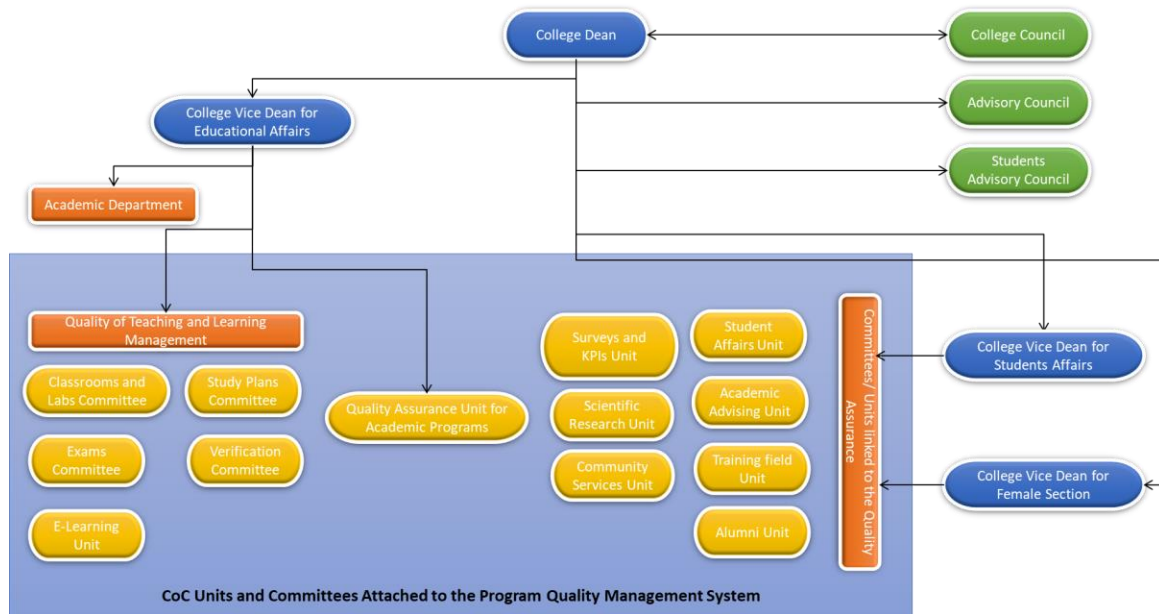 College Dean
College Council
College Vice Dean for
Educational Affairs
Advisory Council
Students
Advisory Council
Academic Department
Quality of Teaching and Learning
Management
Classrooms and
Labs Committee
Study Plans
Committee
Exams
Committee
Verification
Committee
E-Learning
Unit
Quality Assurance Unit for
Academic Programs
Surveys and
KPIs Unit
Scientific
Research Unit
Community
Services Unit
Student
Affairs Unit
Academic
Advising Unit
Training field
Unit
Alumni Unit
Committees/ Units linked to the Quality
Assurance
College Vice Dean for
Students Affairs
College Vice Dean for
Female Section
CoC Units and Committees Attached to the Program Quality Management System